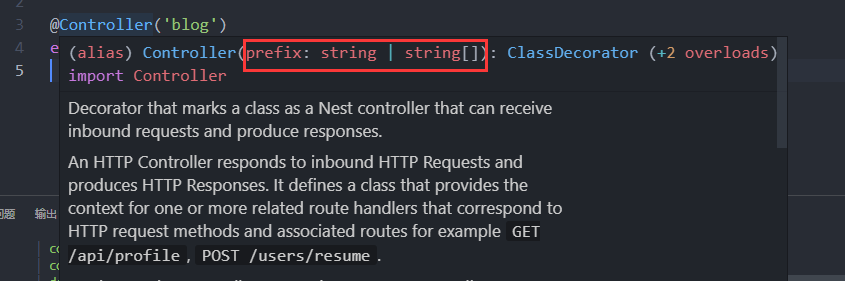 2
3 @Controller('blog')
4 e
(alias) Controller(prefix: string | string[]): ClassDecorator (+2 overloads)
5 import Controller
Decorator that marks a class as a Nest controller that can receive
inbound requests and produce responses.
An HTTP Controller responds to inbound HTTP Requests and
produces HTTP Responses. It defines a class that provides the
context for one or more related route handlers that correspond to
HTTP request methods and associated routes for example GET
/api/profile , POST /users/resume .
问题 输出
co
co